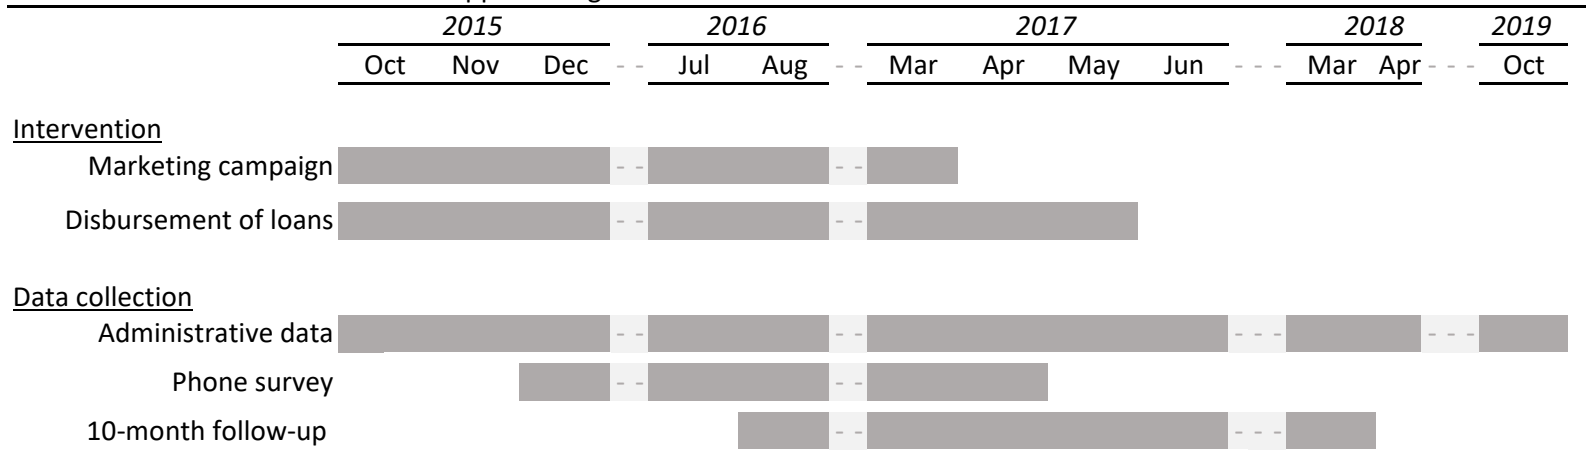 2015 2016 2017 2018 2019
Oct Nov Dec - - Jul Aug - - Mar Apr May Jun - - - Mar Apr - - - Oct
Intervention
Marketing campaign - - - -
Disbursement of loans - - - -
Data collection
Administrative data - - - - - - - - - -
Phone survey - - - -
10-month follow-up - - - - -